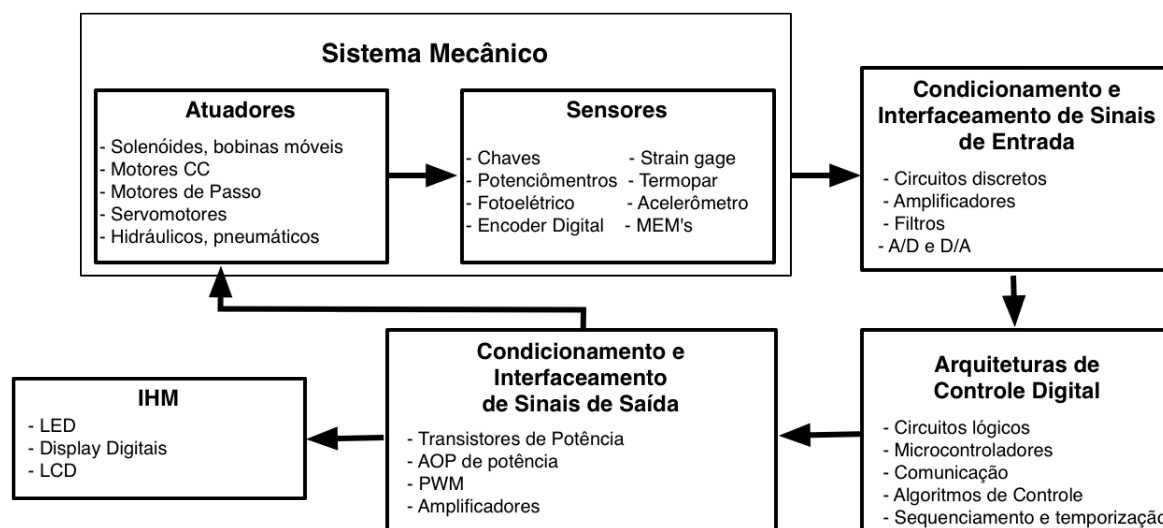 Sistema Mecânico
Atuadores
- Solenóides, bobinas móveis
- Motores CC
- Motores de Passo
- Servomotores
- Hidráulicos, pneumáticos
Sensores
- Chaves
- Potenciômentros
- Fotoelétrico
- Encoder Digital
- Strain gage
- Termopar
- Acelerômetro
- MEM's
Condicionamento e
Interfaceamento de Sinais
de Entrada
- Circuitos discretos
- Amplificadores
- Filtros
- A/D e D/A
Arquiteturas de
Controle Digital
- Circuitos lógicos
- Microcontroladores
- Comunicação
- Algoritmos de Controle
- Sequenciamento e temporização
Condicionamento e
Interfaceamento
de Sinais de Saída
- Transistores de Potência
- AOP de potência
- PWM
- Amplificadores
IHM
- LED
- Display Digitais
- LCD